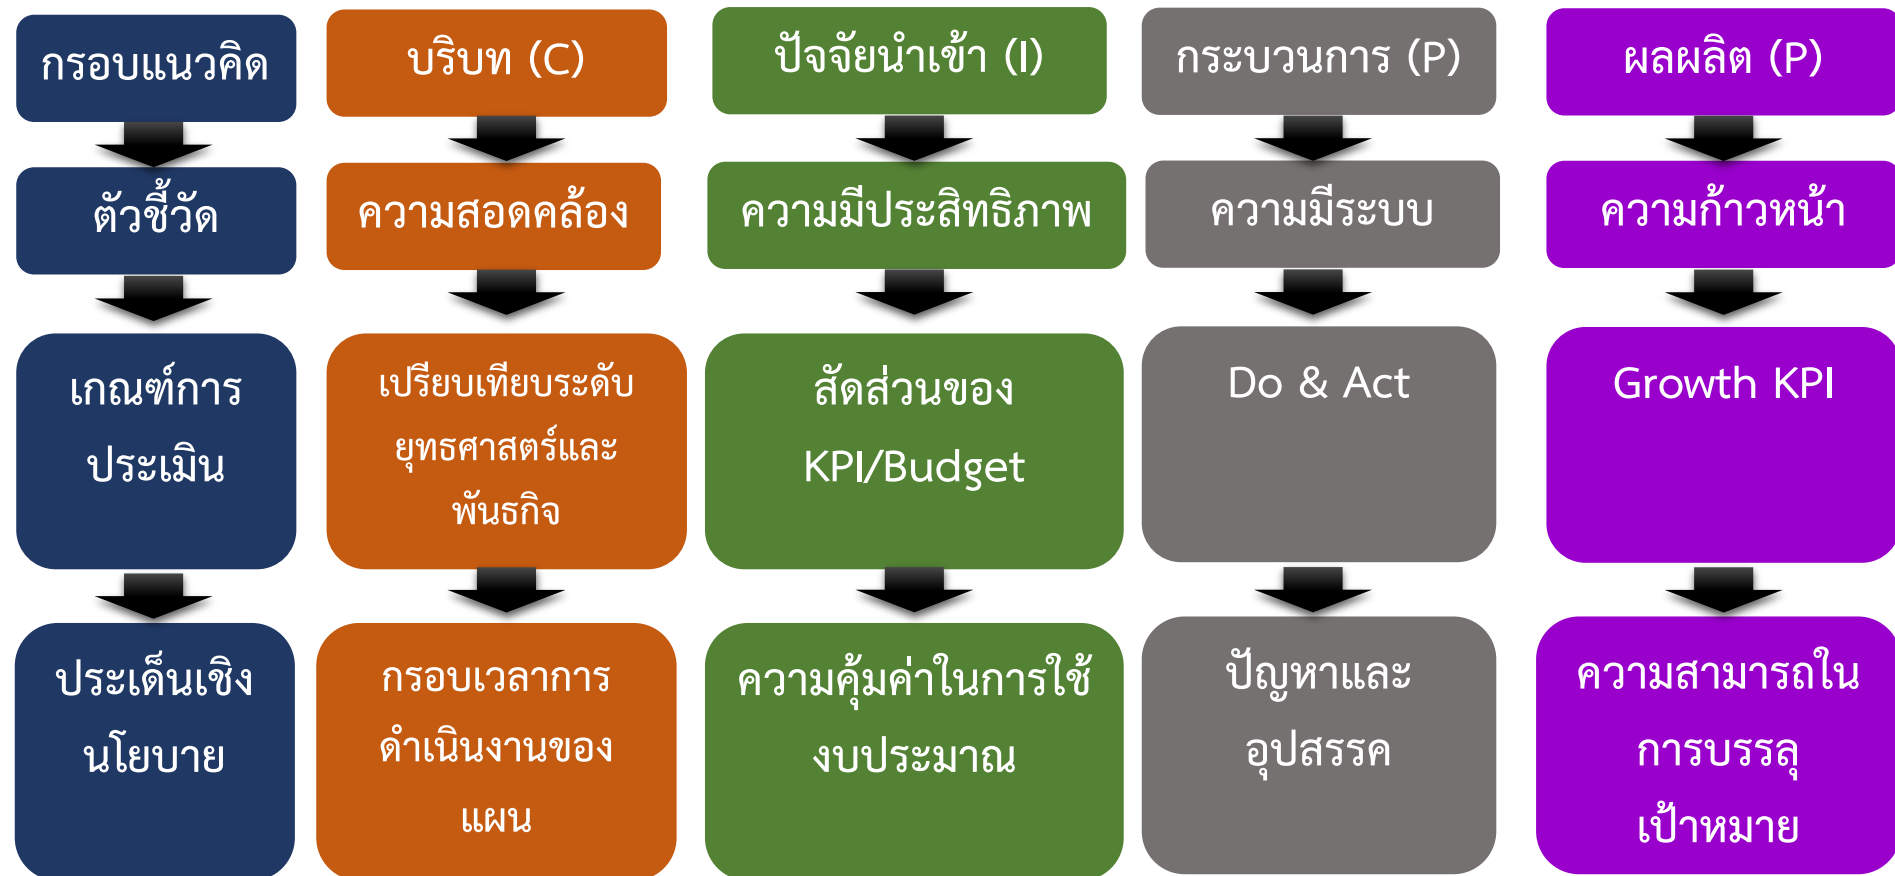 กรอบแนวคิด
บริบท (C)
ปัจจัยนำเข้า (I)
กระบวนการ (P)
ผลผลิต (P)
ตัวชี้วัด
ความสอดคล้อง
ความมีประสิทธิภาพ
ความมีระบบ
ความก้าวหน้า
เกณฑ์การ
ประเมิน
เปรียบเทียบระดับ
ยุทธศาสตร์และ
พันธกิจ
สัดส่วนของ
KPI/Budget
Do & Act
Growth KPI
ประเด็นเชิง
นโยบาย
กรอบเวลาการ
ดำเนินงานของ
แผน
ความคุ้มค่าในการใช้
งบประมาณ
ปัญหาและ
อุปสรรค
ความสามารถใน
การบรรลุ
เป้าหมาย